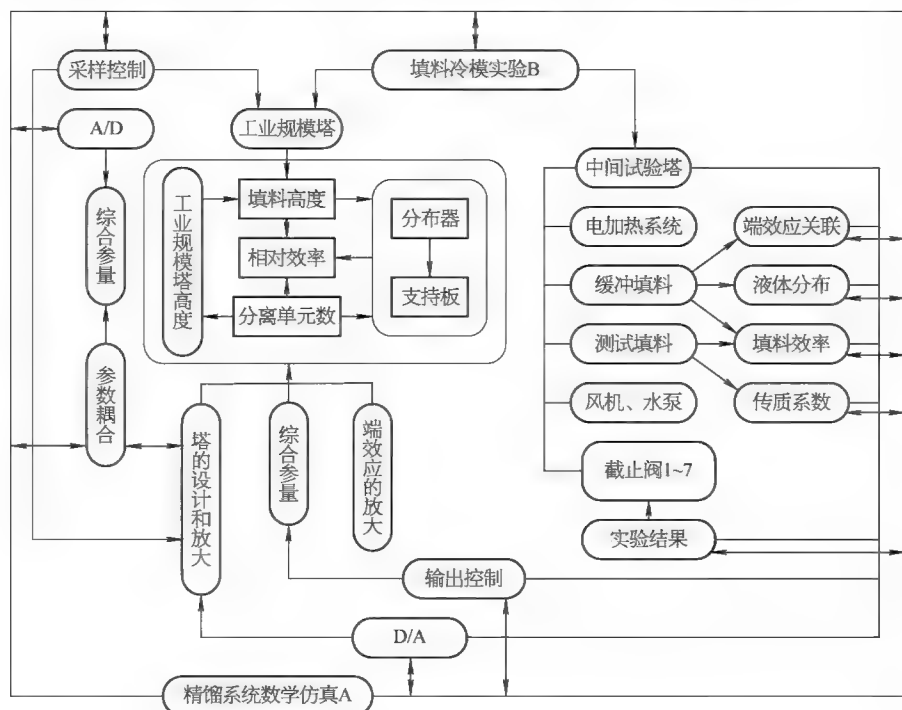 采样控制
填料冷模实验B
A/D
工业规模塔
中间试验塔
综合参量
工业规模塔高度
填料高度
分布器
相对效率
支持板
分离单元数
电加热系统
端效应关联
缓冲填料
液体分布
测试填料
填料效率
风机、水泵
传质系数
参数耦合
塔的设计和放大
综合参量
端效应的放大
截止阀1~7
实验结果
输出控制
D/A
精馏系统数学仿真A